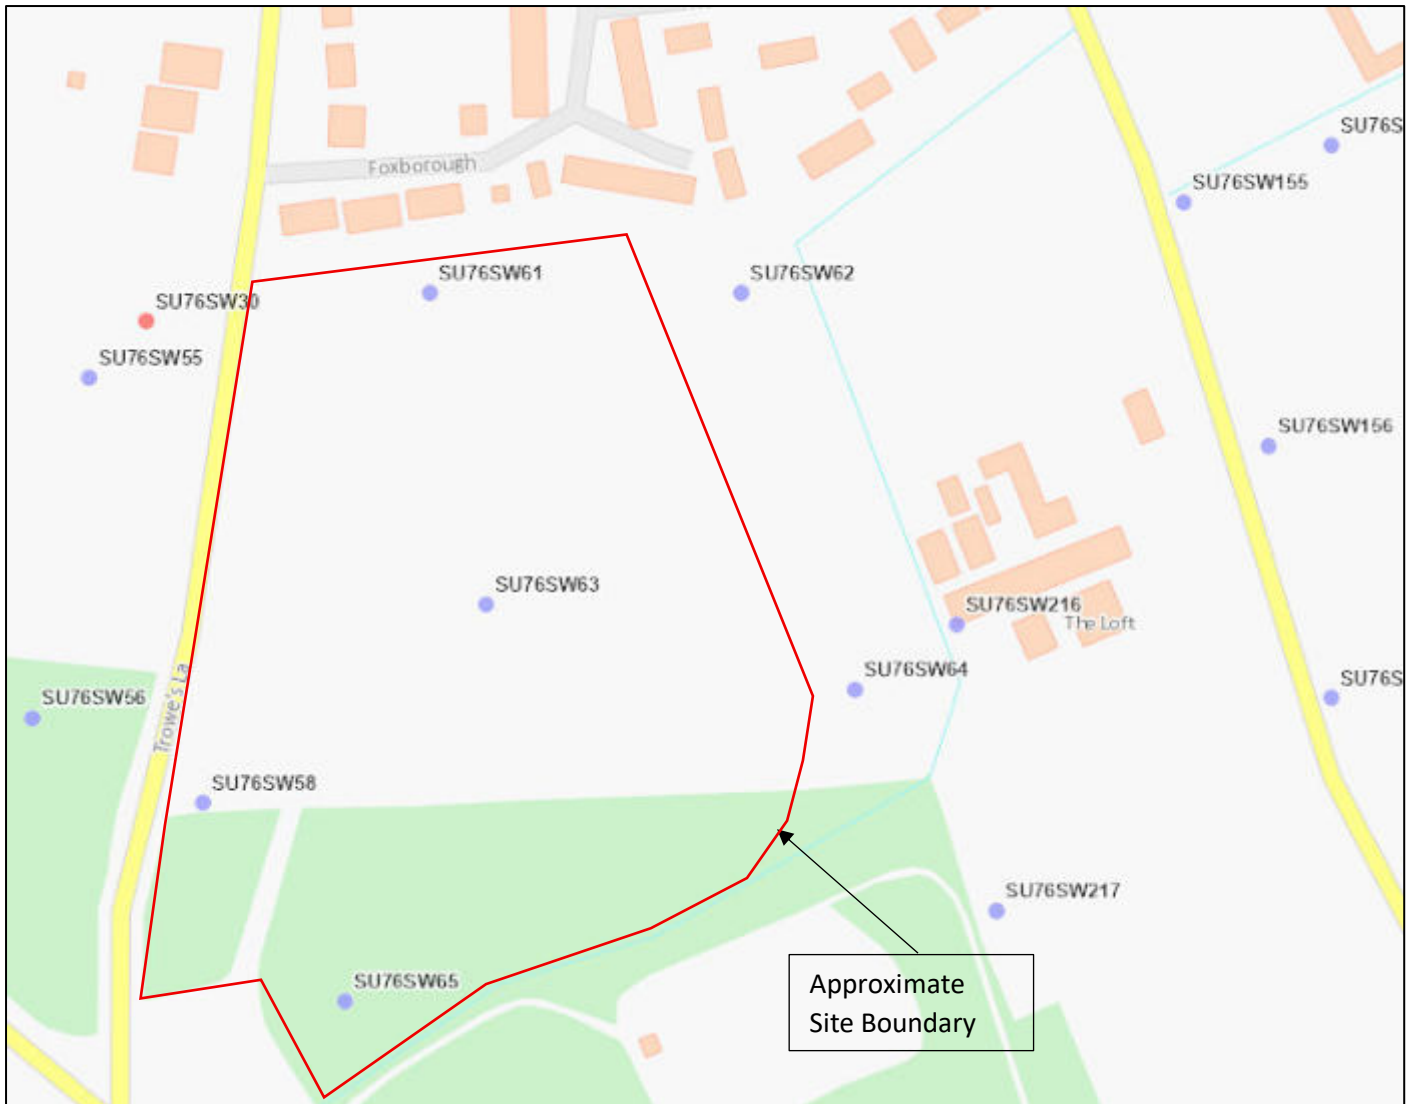 SU76S
Foxborough
SU76SW155
SU76SW61
SU76SW62
SU76SW30
SU76SW55
SU76SW156
SU76SW63
SU76SW216
The Loft
SU76SW64
SU76S
Trowe's La
SU76SW56
SU76SW58
SU76SW217
SU76SW65
Approximate
Site Boundary